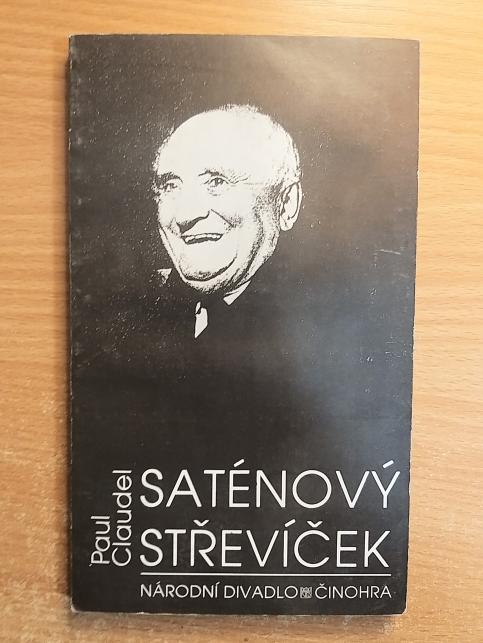 Paul
Claudel
SATÉNOVÝ
STŘEVÍČEK
NÁRODNÍ DIVADLO ČINOHRA